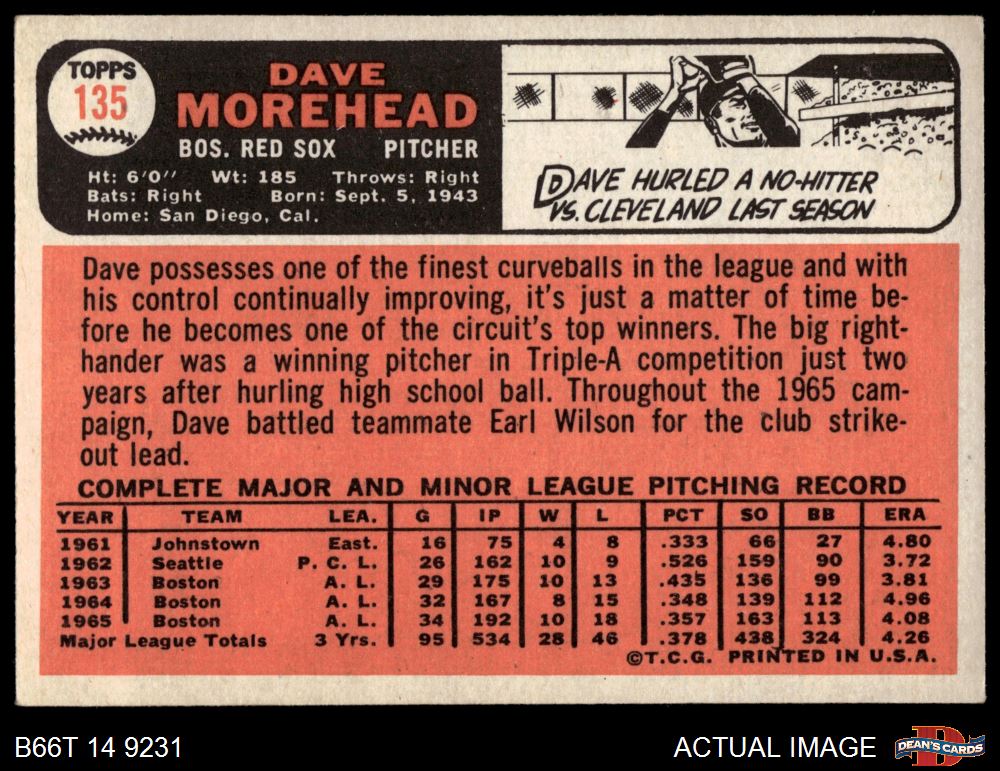 TOPPS
135
DAVE
MOREHEAD
BOS. RED SOX PITCHER
Ht: 6'0" Wt: 185 Throws: Right
Bats: Right Born: Sept. 5, 1943
Home: San Diego, Cal.
DAVE HURLED A NO-HITTER
VS. CLEVELAND LAST SEASON
Dave possesses one of the finest curveballs in the league and with
his control continually improving, it's just a matter of time be-
fore he becomes one of the circuit's top winners. The big right-
hander was a winning pitcher in Triple-A competition just two
years after hurling high school ball. Throughout the 1965 cam-
paign, Dave battled teammate Earl Wilson for the club strike-
out lead.
COMPLETE MAJOR AND MINOR LEAGUE PITCHING RECORD
YEAR TEAM LEA. G IP W L PCT SO BB ERA
1961 Johnstown East. 16 75 4 8 .333 66 27 4.80
1962 Seattle P. C. L. 26 162 10 9 .526 159 90 3.72
1963 Boston A. L. 29 175 10 13 .435 136 99 3.81
1964 Boston A. L. 32 167 8 15 .348 139 112 4.96
1965 Boston A. L. 34 192 10 18 .357 163 113 4.08
Major League Totals 3 Yrs. 95 534 28 46 .378 438 324 4.26
©T.C.G. PRINTED IN U.S.A.
B66T 14 9231
ACTUAL IMAGE
D
DEAN'S CARDS